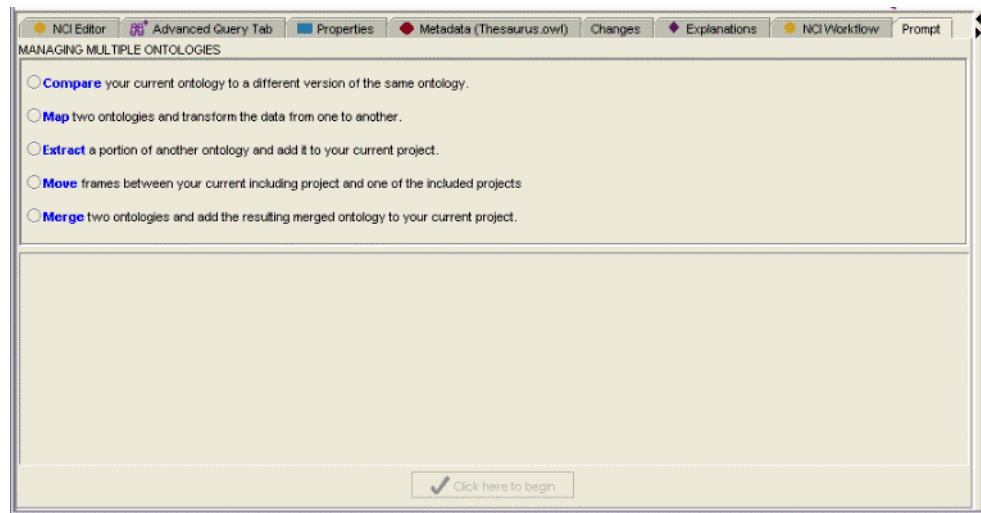 NCI Editor Advanced Query Tab Properties Metadata (Thesaurus.owl) Changes Explanations NCI Workflow Prompt
MANAGING MULTIPLE ONTOLOGIES
Compare your current ontology to a different version of the same ontology.
Map two ontologies and transform the data from one to another.
Extract a portion of another ontology and add it to your current project.
Move frames between your current including project and one of the included projects
Merge two ontologies and add the resulting merged ontology to your current project.
Click here to begin